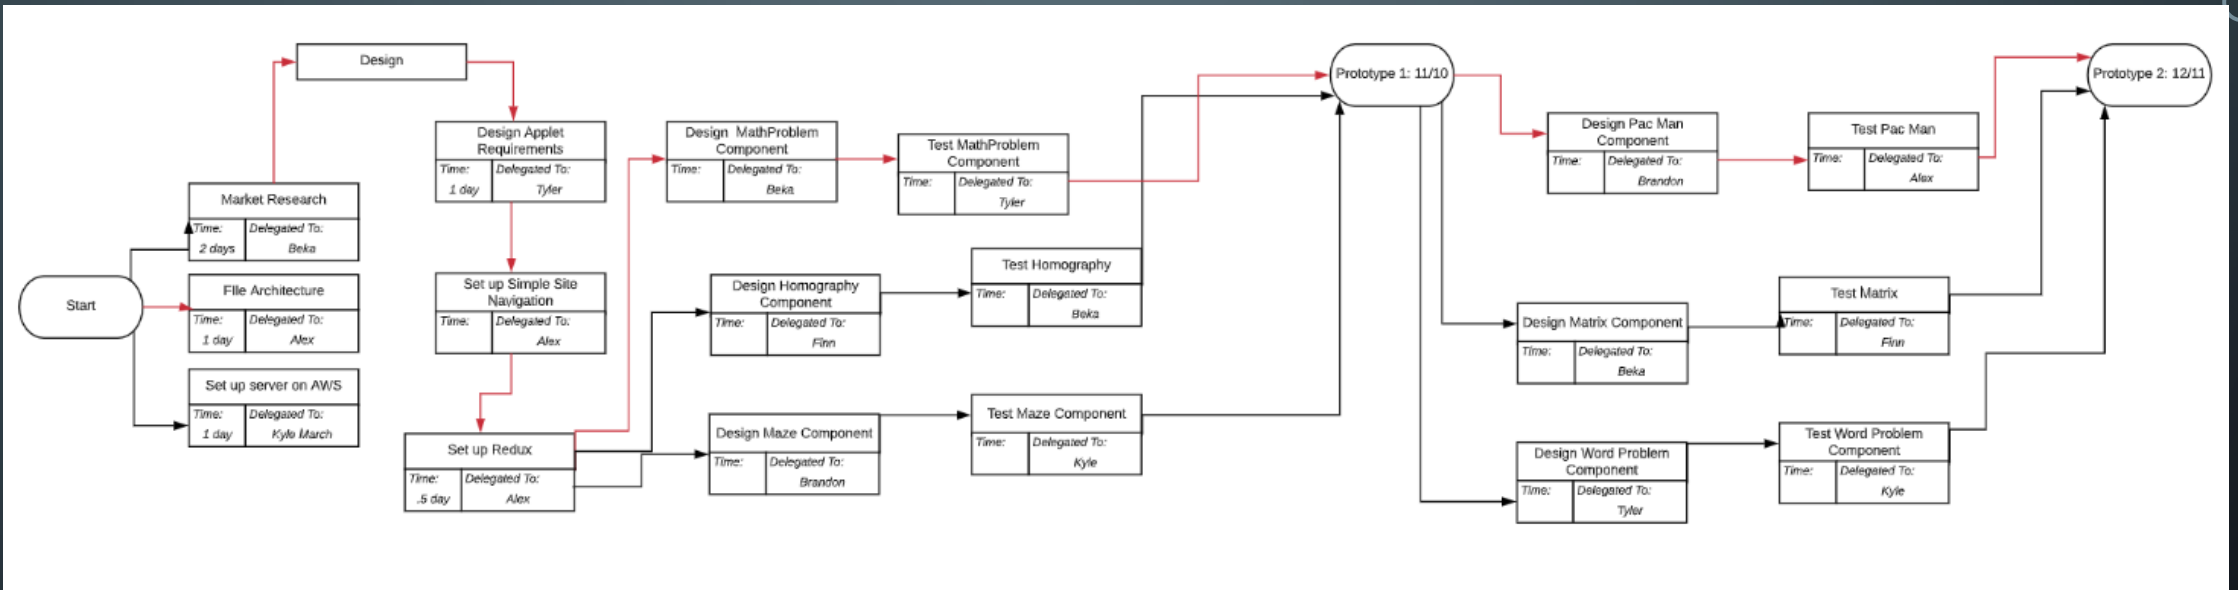 Design
Prototype 1: 11/10
Prototype 2: 12/11
Design Applet
Requirements
Time:
1 day
Delegated To:
Tyler
Design MathProblem
Component
Time:
Delegated To:
Beka
Test MathProblem
Component
Time:
Delegated To:
Tyler
Design Pac Man
Component
Time:
Delegated To:
Brandon
Test Pac Man
Time:
Delegated To:
Alex
Market Research
Time:
2 days
Delegated To:
Beka
Start
FIle Architecture
Time:
1 day
Delegated To:
Alex
Set up server on AWS
Time:
1 day
Delegated To:
Kyle March
Set up Simple Site
Navigation
Time:
Delegated To:
Alex
Set up Redux
Time:
.5 day
Delegated To:
Alex
Design Homography
Component
Time:
Delegated To:
Finn
Test Homography
Time:
Delegated To:
Beka
Design Maze Component
Time:
Delegated To:
Brandon
Test Maze Component
Time:
Delegated To:
Kyle
Design Matrix Component
Time:
Delegated To:
Beka
Test Matrix
Time:
Delegated To:
Finn
Design Word Problem
Component
Time:
Delegated To:
Tyler
Test Word Problem
Component
Time:
Delegated To:
Kyle